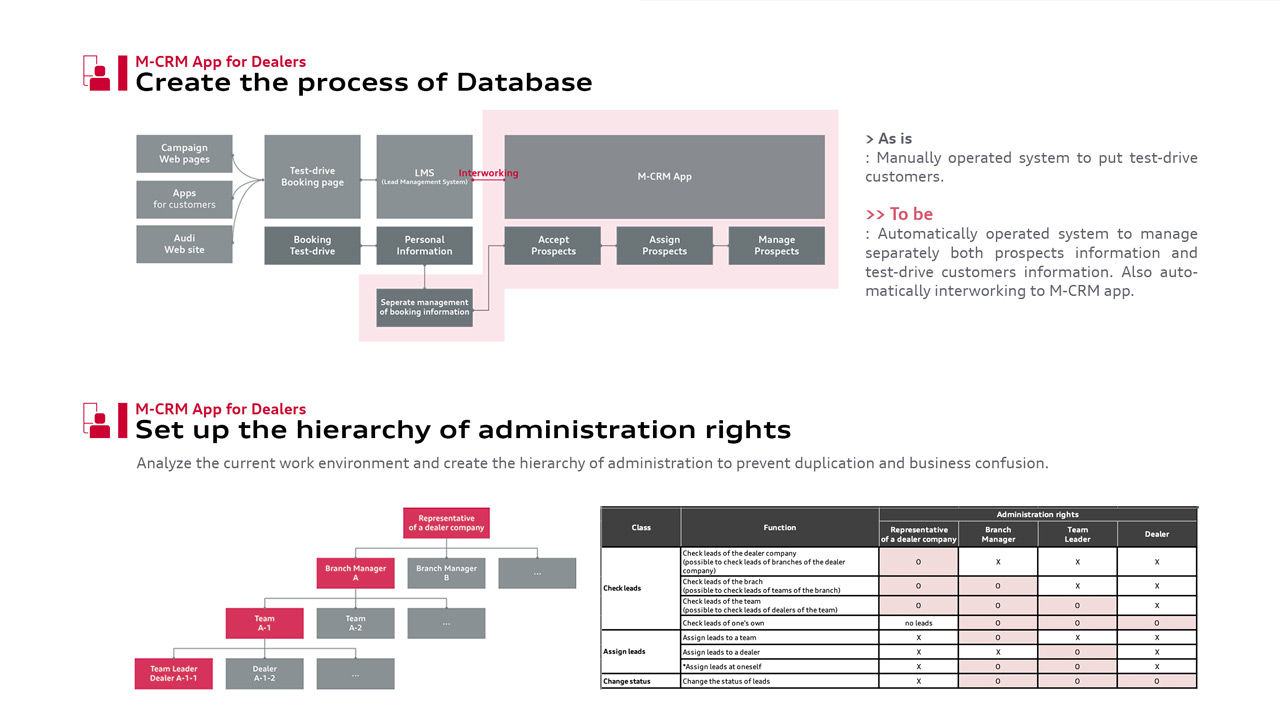 M-CRM App for Dealers
Create the process of Database
Campaign
Web pages
Apps
for customers
Audi
Web site
Test-drive
Booking page
LMS
(Lead Management System)
Interworking
M-CRM App
Booking
Test-drive
Personal
Information
Accept
Prospects
Assign
Prospects
Manage
Prospects
Seperate management
of booking information
> As is
: Manually operated system to put test-drive
customers.
>> To be
: Automatically operated system to manage
separately both prospects information and
test-drive customers information. Also auto-
matically interworking to M-CRM app.
M-CRM App for Dealers
Set up the hierarchy of administration rights
Analyze the current work environment and create the hierarchy of administration to prevent duplication and business confusion.
Representative
of a dealer company
Branch Manager
A
Branch Manager
B
...
Team
A-1
Team
A-2
...
Team Leader
Dealer A-1-1
Dealer
A-1-2
...
Class
Function
Administration rights
Representative
of a dealer company
Branch
Manager
Team
Leader
Dealer
Check leads
Check leads of the dealer company
(possible to check leads of branches of the dealer
company)
O X X X
Check leads of the brach
(possible to check leads of teams of the branch)
O O X X
Check leads of the team
(possible to check leads of dealers of the team)
O O O X
Check leads of one's own
no leads O O O
Assign leads
Assign leads to a team
X O X X
Assign leads to a dealer
X X O X
*Assign leads at oneself
X O O X
Change status
Change the status of leads
X O O O